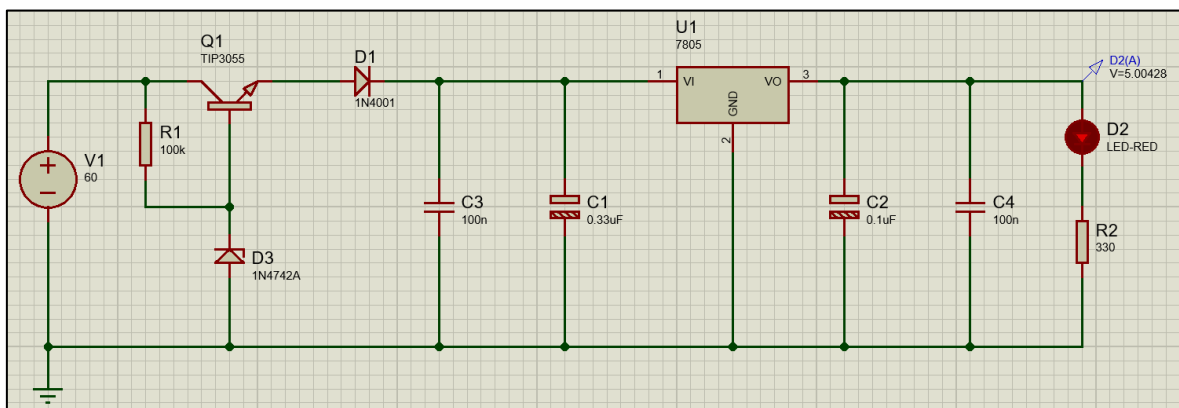 U1
7805
Q1
TIP3055
D1
1N4001
D2(A)
V=5.00428
1
VI
VO
3
GND
2
R1
100k
D2
LED-RED
V1
60
C3
100n
C1
0.33uF
C2
0.1uF
C4
100n
R2
330
D3
1N4742A